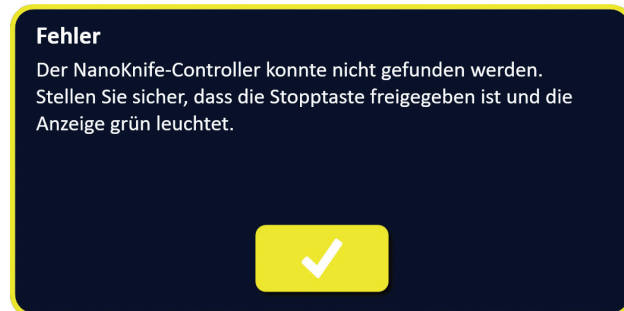 Fehler
Der NanoKnife-Controller konnte nicht gefunden werden.
Stellen Sie sicher, dass die Stopptaste freigegeben ist und die
Anzeige grün leuchtet.